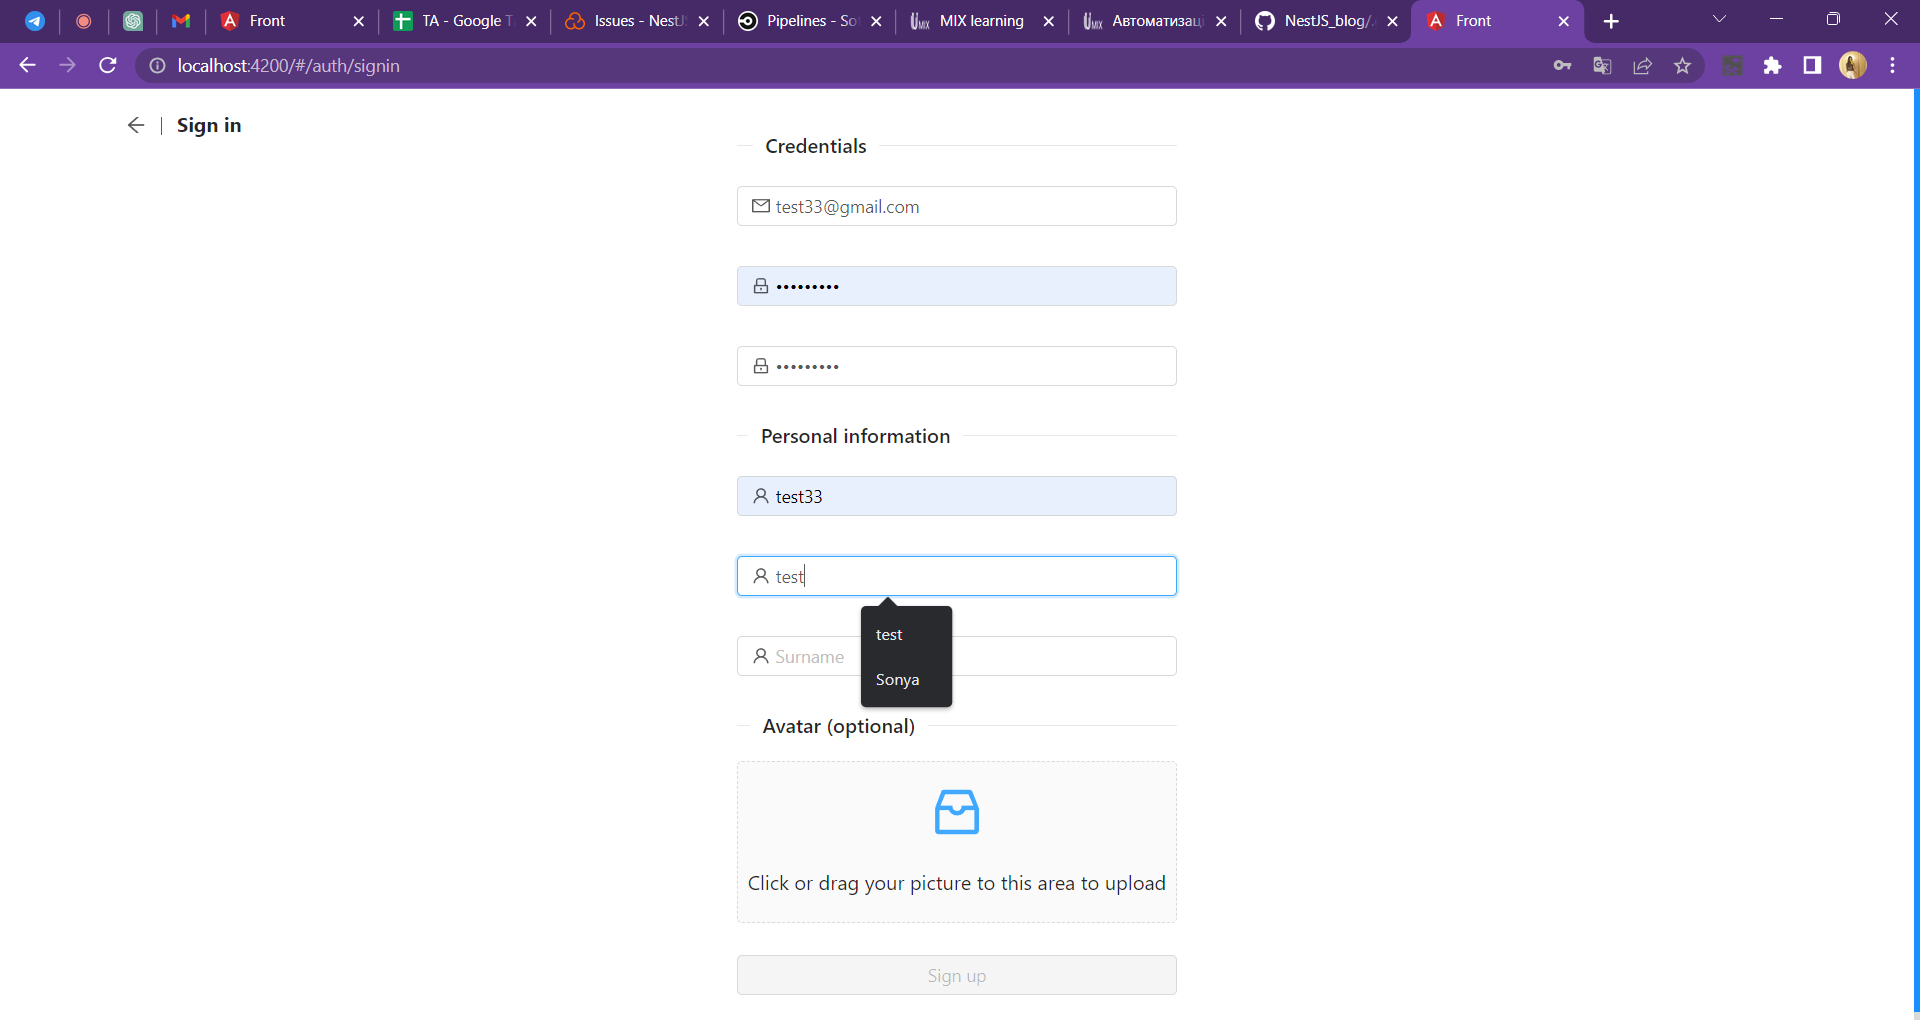 Front
TA - Google T
Issues - NestJ
Pipelines - So
MIX learning
Автоматизац
NestJS_blog/.
Front
localhost:4200/#/auth/signin
Sign in
Credentials
test33@gmail.com
•••••••••
•••••••••
Personal information
test33
test
test
Surname
Sonya
Avatar (optional)
Click or drag your picture to this area to upload
Sign up